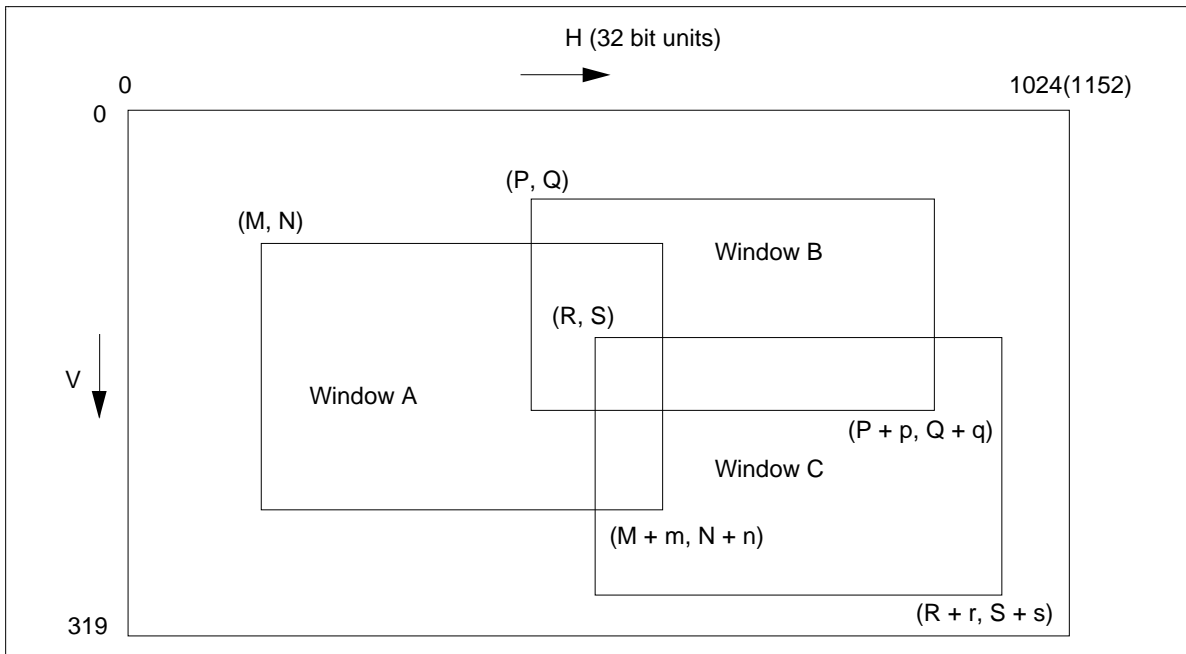 H (32 bit units)
0
1024(1152)
0
(P, Q)
(M, N)
Window B
(R, S)
V
Window A
(P + p, Q + q)
Window C
(M + m, N + n)
(R + r, S + s)
319